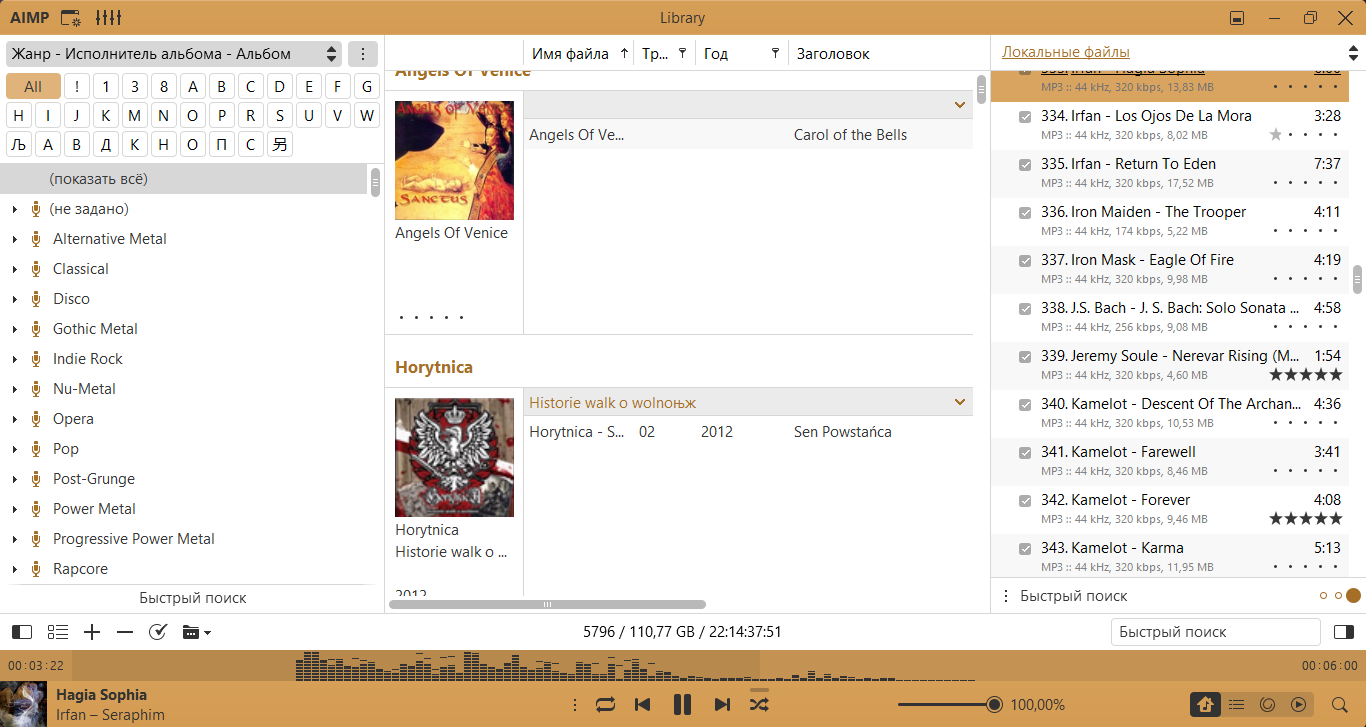 AIMP
Library
Жанр - Исполнитель альбома - Альбом
All ! 1 3 8 A B C D E F G
H I J K M N O P R S U V W
Љ А В Д К Н О П С 另
(показать всё)
(не задано)
Alternative Metal
Classical
Disco
Gothic Metal
Indie Rock
Nu-Metal
Opera
Pop
Post-Grunge
Power Metal
Progressive Power Metal
Rapcore
Быстрый поиск
Имя файла Тр... Год Заголовок
Angels Of Venice
Angels Of Ve... Carol of the Bells
Angels Of Venice
Horytnica
Historie walk o wolnoњж
Horytnica - S... 02 2012 Sen Powstańca
Horytnica
Historie walk o ...
2012
Локальные файлы
333. Irfan - Hagia Sophia 6:00
MP3 :: 44 kHz, 320 kbps, 13,83 MB
334. Irfan - Los Ojos De La Mora 3:28
MP3 :: 44 kHz, 320 kbps, 8,02 MB
335. Irfan - Return To Eden 7:37
MP3 :: 44 kHz, 320 kbps, 17,52 MB
336. Iron Maiden - The Trooper 4:11
MP3 :: 44 kHz, 174 kbps, 5,22 MB
337. Iron Mask - Eagle Of Fire 4:19
MP3 :: 44 kHz, 320 kbps, 9,98 MB
338. J.S. Bach - J. S. Bach: Solo Sonata ... 4:58
MP3 :: 44 kHz, 256 kbps, 9,08 MB
339. Jeremy Soule - Nerevar Rising (M... 1:54
MP3 :: 44 kHz, 320 kbps, 4,60 MB
340. Kamelot - Descent Of The Archan... 4:36
MP3 :: 44 kHz, 320 kbps, 10,53 MB
341. Kamelot - Farewell 3:41
MP3 :: 44 kHz, 320 kbps, 8,46 MB
342. Kamelot - Forever 4:08
MP3 :: 44 kHz, 320 kbps, 9,46 MB
343. Kamelot - Karma 5:13
MP3 :: 44 kHz, 320 kbps, 11,95 MB
Быстрый поиск
5796 / 110,77 GB / 22:14:37:51
Быстрый поиск
00:03:22
00:06:00
Hagia Sophia
Irfan – Seraphim
100,00%